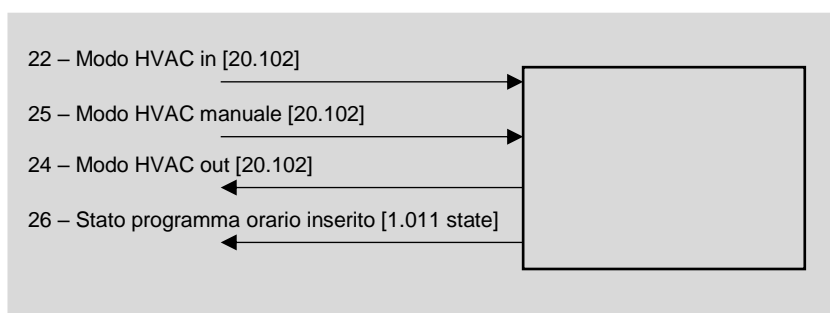 22 – Modo HVAC in [20.102]
25 – Modo HVAC manuale [20.102]
24 – Modo HVAC out [20.102]
26 – Stato programma orario inserito [1.011 state]